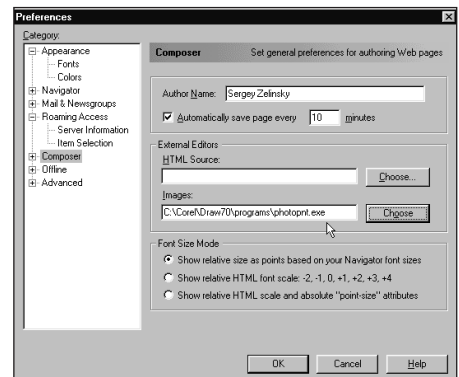 Preferences
Category:
Appearance
Fonts
Colors
Navigator
Mail & Newsgroups
Roaming Access
Server Information
Item Selection
Composer
Offline
Advanced
Composer Set general preferences for authoring Web pages
Author Name: Sergey Zelinsky
Automatically save page every 10 minutes
External Editors
HTML Source:
Choose...
Images:
C:\Corel\Draw70\programs\photopnt.exe Choose
Font Size Mode
Show relative size as points based on your Navigator font sizes
Show relative HTML font scale: -2, -1, 0, +1, +2, +3, +4
Show relative HTML scale and absolute "point-size" attributes
OK Cancel Help